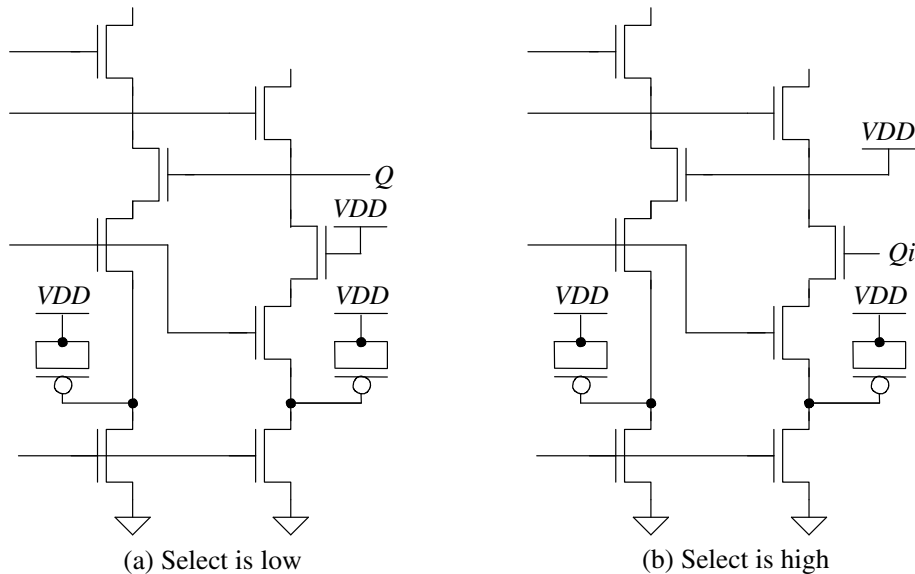 VDD
Q
VDD
Qi
VDD
VDD
VDD
VDD
(a) Select is low
(b) Select is high